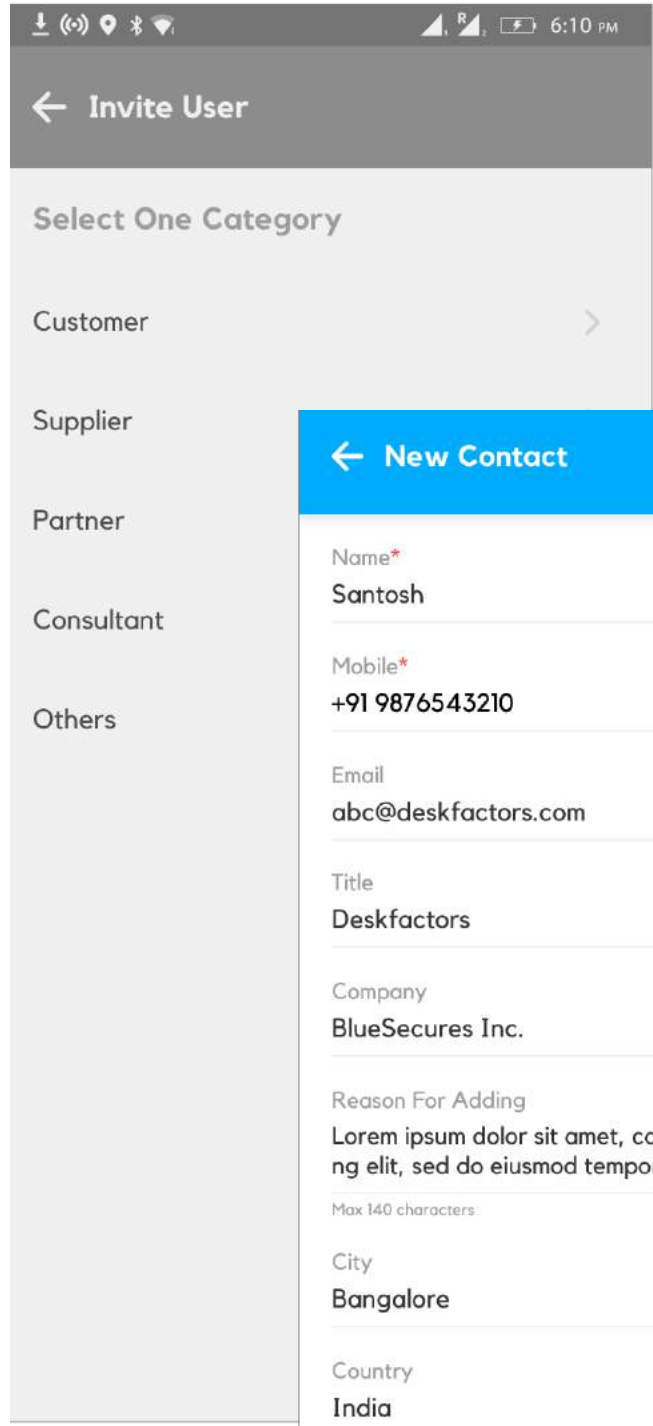 6:10 PM
Invite User
Select One Category
Customer
Supplier
Partner
Consultant
Others
New Contact
Name*
Santosh
Mobile*
+91 9876543210
Email
abc@deskfactors.com
Title
Deskfactors
Company
BlueSecures Inc.
Reason For Adding
Lorem ipsum dolor sit amet,
ng elit, sed do eiusmod
Max 140 characters
City
Bangalore
Country
India